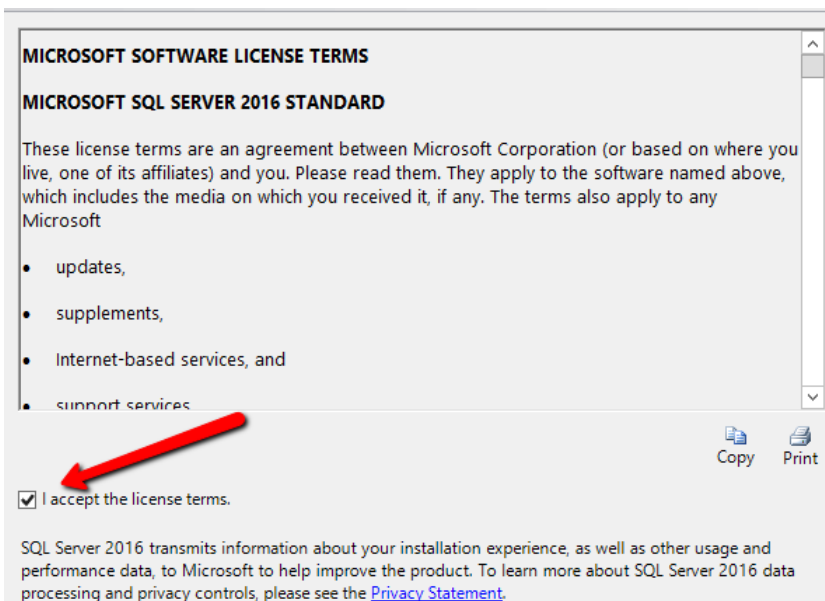 MICROSOFT SOFTWARE LICENSE TERMS
MICROSOFT SQL SERVER 2016 STANDARD
These license terms are an agreement between Microsoft Corporation (or based on where you
live, one of its affiliates) and you. Please read them. They apply to the software named above,
which includes the media on which you received it, if any. The terms also apply to any
Microsoft
• updates,
• supplements,
• Internet-based services, and
• support services
Copy Print
I accept the license terms.
SQL Server 2016 transmits information about your installation experience, as well as other usage and
performance data, to Microsoft to help improve the product. To learn more about SQL Server 2016 data
processing and privacy controls, please see the Privacy Statement.